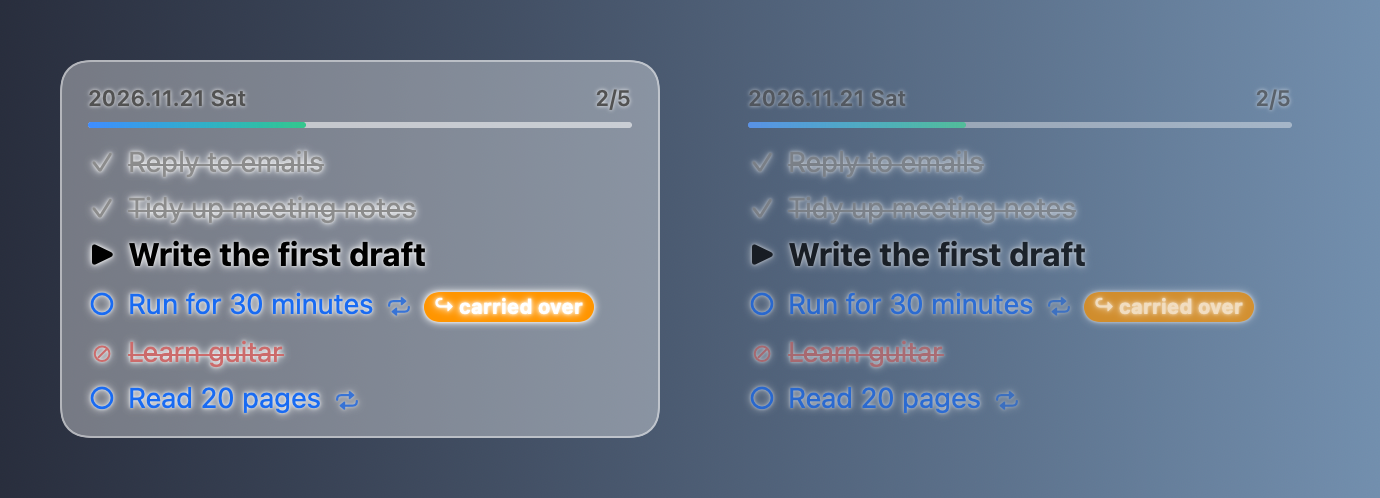 2026.11.21 Sat 2/5
Reply to emails
Tidy up meeting notes
Write the first draft
Run for 30 minutes carried over
Learn guitar
Read 20 pages
2026.11.21 Sat 2/5
Reply to emails
Tidy up meeting notes
Write the first draft
Run for 30 minutes carried over
Learn guitar
Read 20 pages